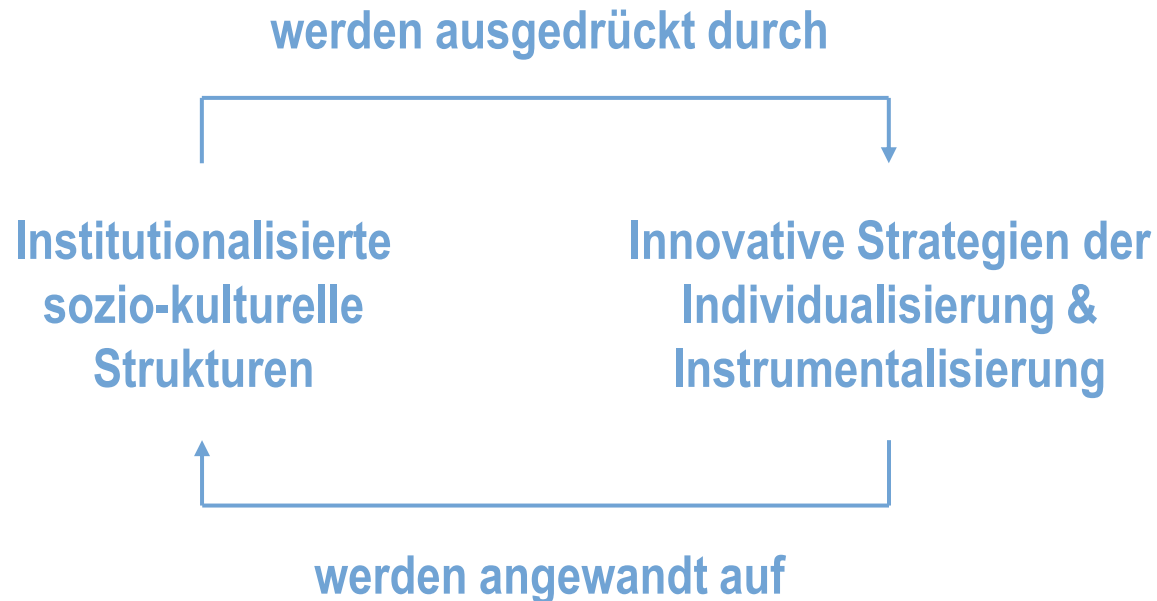 werden ausgedrückt durch
Institutionalisierte
sozio-kulturelle
Strukturen
Innovative Strategien der
Individualisierung &
Instrumentalisierung
werden angewandt auf